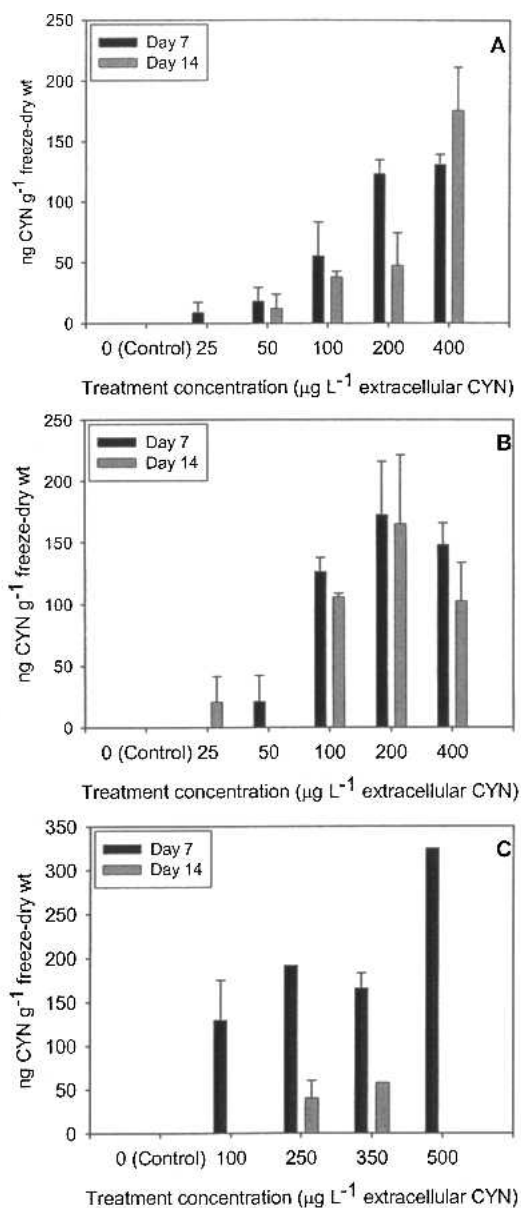 250
A
Day 7
Day 14
200
150
100
50
0
ng CYN g-1 freeze-dry wt
0 (Control) 25 50 100 200 400
Treatment concentration (µg L-1 extracellular CYN)
250
B
Day 7
Day 14
200
150
100
50
0
ng CYN g-1 freeze-dry wt
0 (Control) 25 50 100 200 400
Treatment concentration (µg L-1 extracellular CYN)
350
C
Day 7
Day 14
300
250
200
150
100
50
0
ng CYN g-1 freeze-dry wt
0 (Control) 100 250 350 500
Treatment concentration (µg L-1 extracellular CYN)